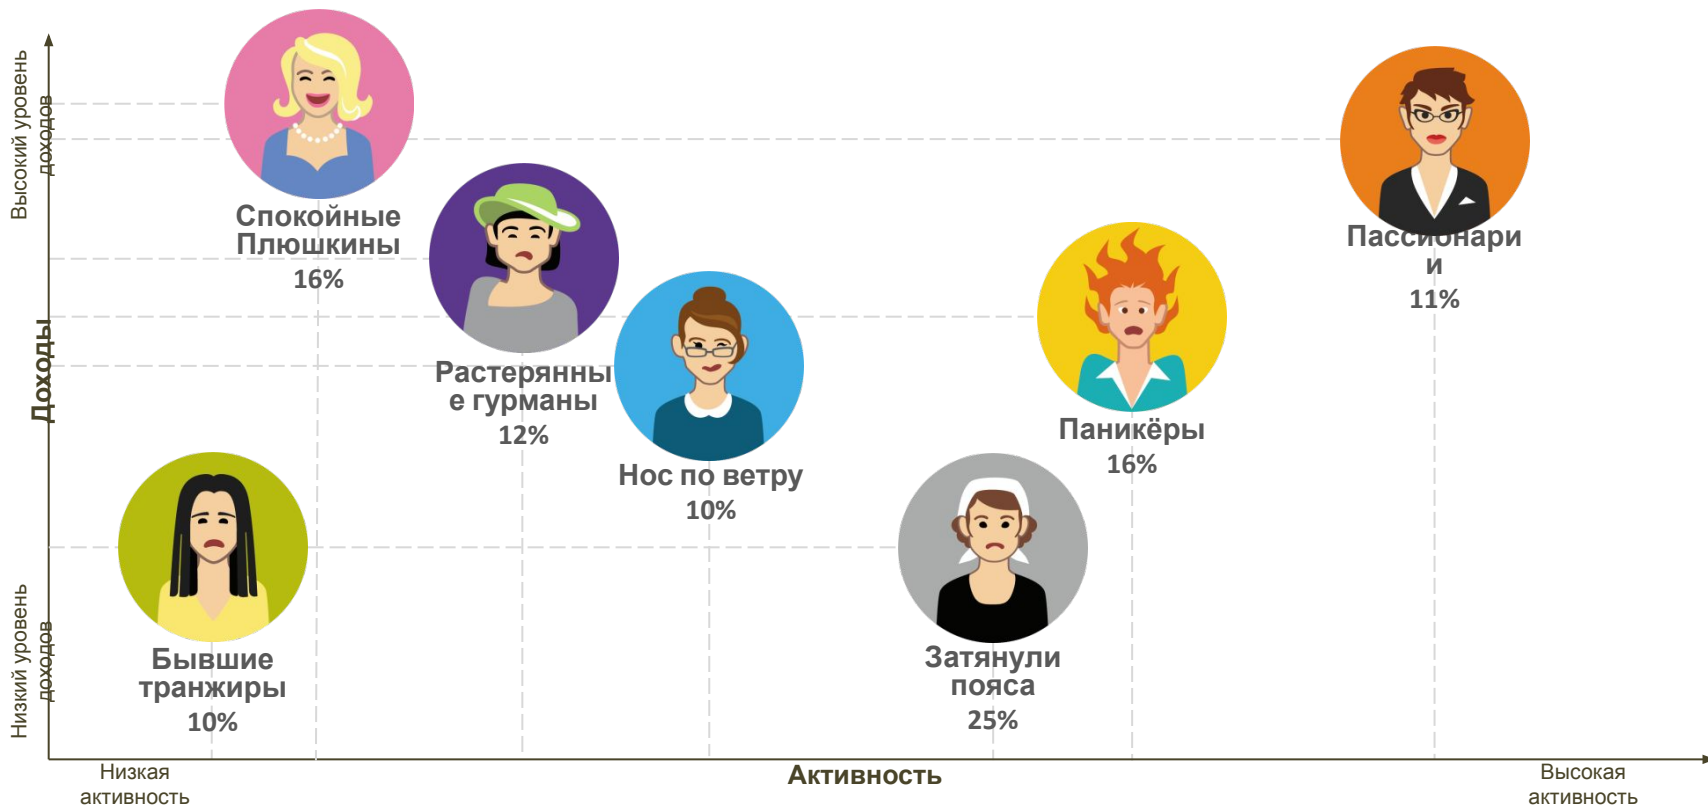 Высокий уровень
доходов
Доходы
Низкий уровень
доходов
Спокойные
Плюшкины
16%
Растерянны
е гурманы
12%
Нос по ветру
10%
Паникёры
16%
Пассионари
и
11%
Бывшие
транжиры
10%
Затянули
пояса
25%
Низкая
активность
Активность
Высокая
активность